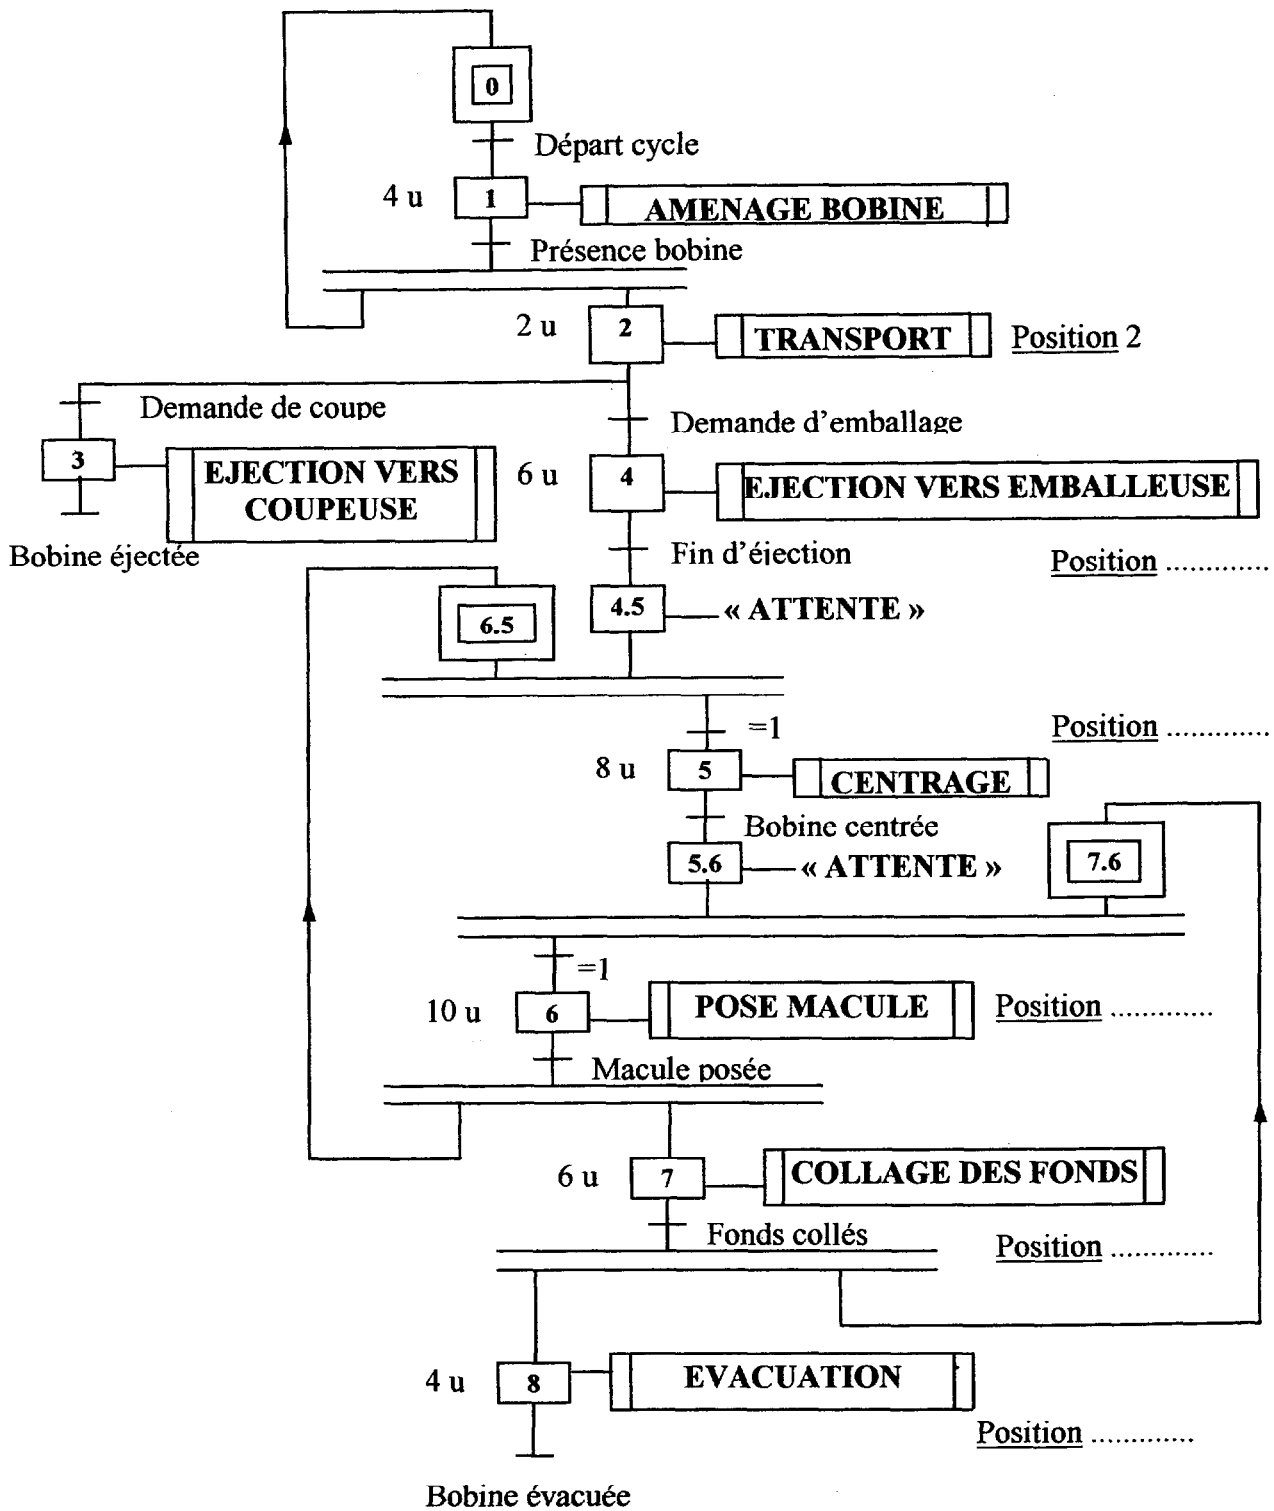 0
Départ cycle
4 u
1
AMENAGE BOBINE
Présence bobine
2 u
2
TRANSPORT
Position 2
Demande de coupe
Demande d'emballage
3
EJECTION VERS
COUPEUSE
6 u
4
EJECTION VERS EMBALLEUSE
Bobine éjectée
Fin d'éjection
Position .............
6.5
4.5
« ATTENTE »
=1
Position .............
8 u
5
CENTRAGE
Bobine centrée
5.6
« ATTENTE »
7.6
=1
10 u
6
POSE MACULE
Position .............
Macule posée
6 u
7
COLLAGE DES FONDS
Fonds collés
Position .............
4 u
8
EVACUATION
Position .............
Bobine évacuée